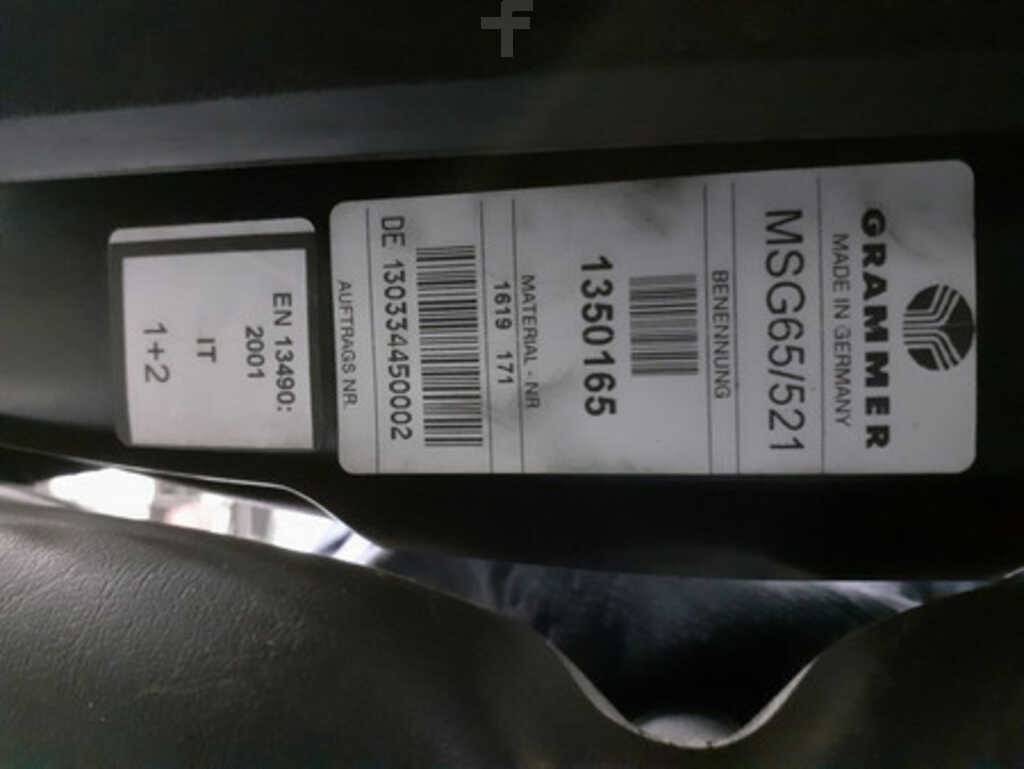 GRAMMER
MADE IN GERMANY
MSG65/521
BENENNUNG
1350165
MATERIAL - NR
1619 171
DE 130334450002
AUFTRAGS NR.
EN 13490:
2001
IT
1+2
f